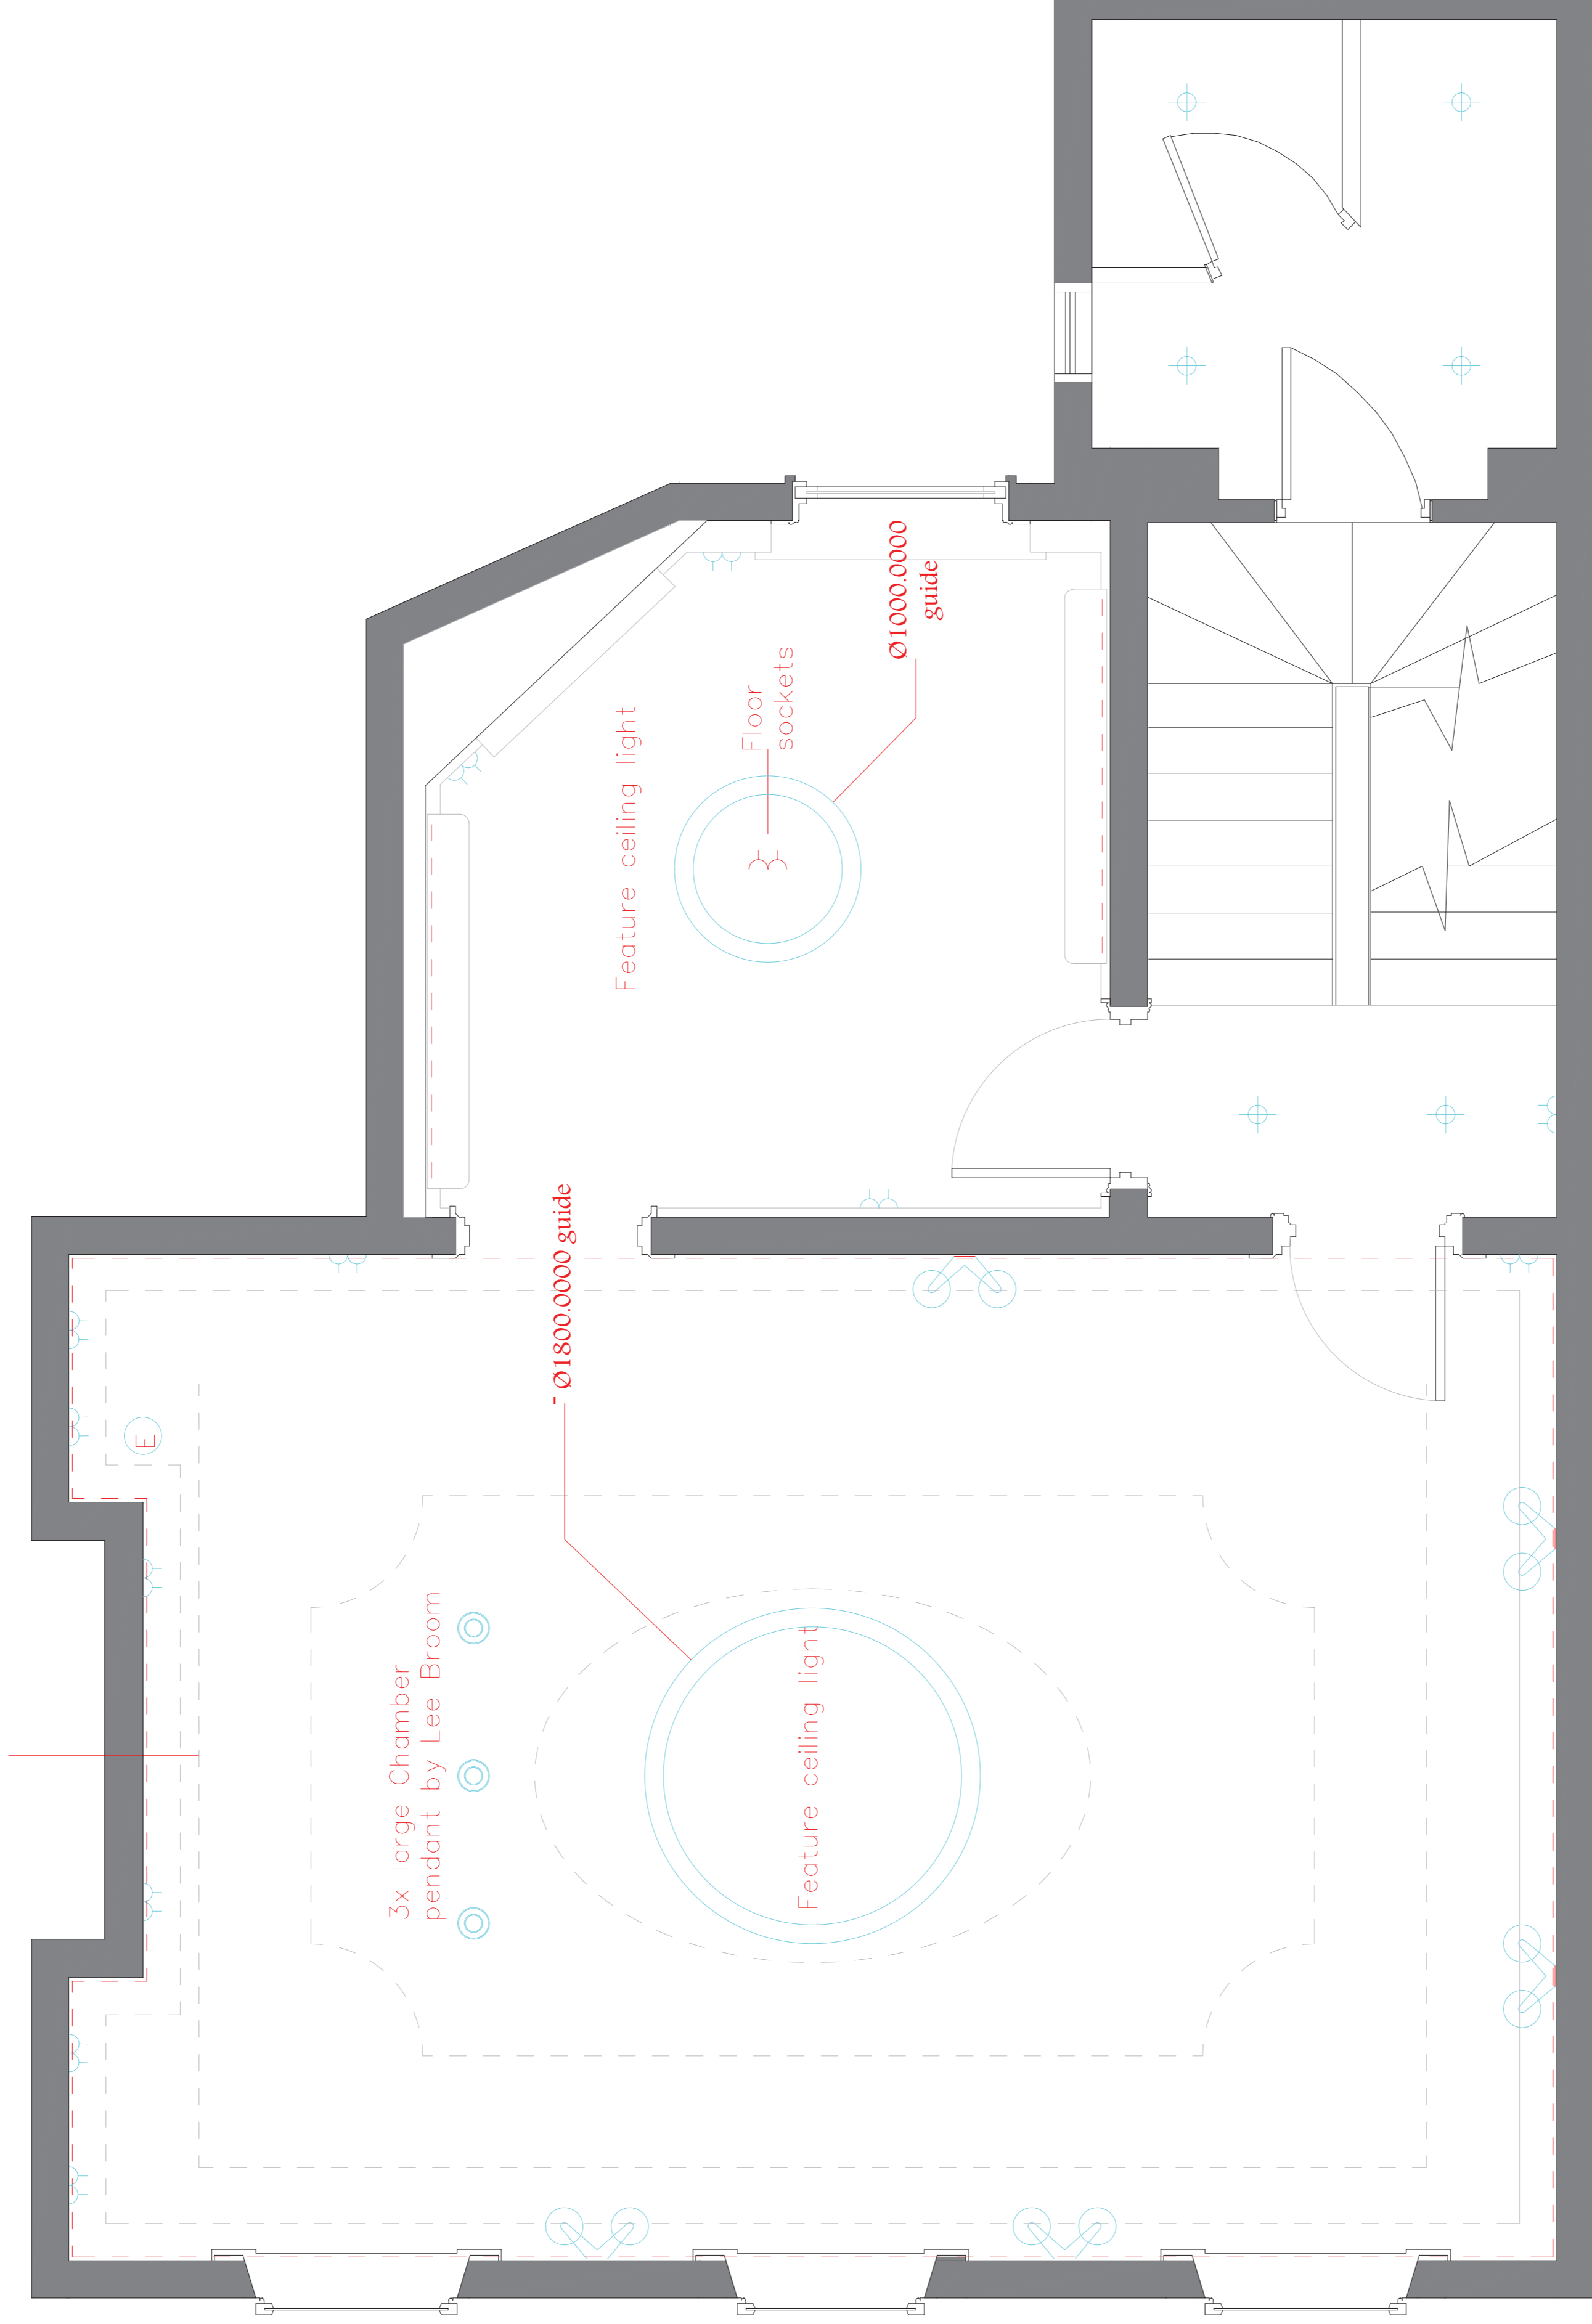 Ø1000.0000
guide
Floor
sockets
Feature ceiling light
Ø1800.0000 guide
E
3x large Chamber
pendant by Lee Broom
Feature ceiling light